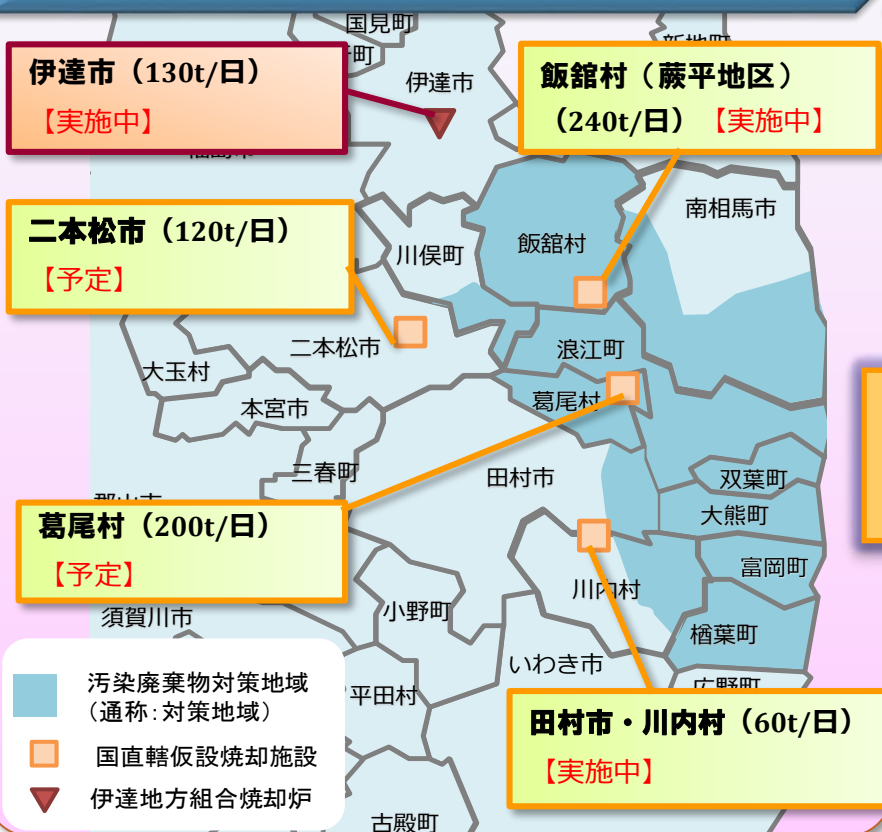 国見町
伊達市（130t/日）
【実施中】
伊達市
飯舘村（蕨平地区）
（240t/日）【実施中】
南相馬市
二本松市（120t/日）
【予定】
川俣町
飯舘村
二本松市
浪江町
大玉村
本宮市
葛尾村
三春町
田村市
双葉町
大熊町
葛尾村（200t/日）
【予定】
富岡町
川内村
須賀川市
小野町
楢葉町
いわき市
平田村
汚染廃棄物対策地域
（通称：対策地域）
国直轄仮設焼却施設
伊達地方組合焼却炉
田村市・川内村（60t/日）
【実施中】
古殿町